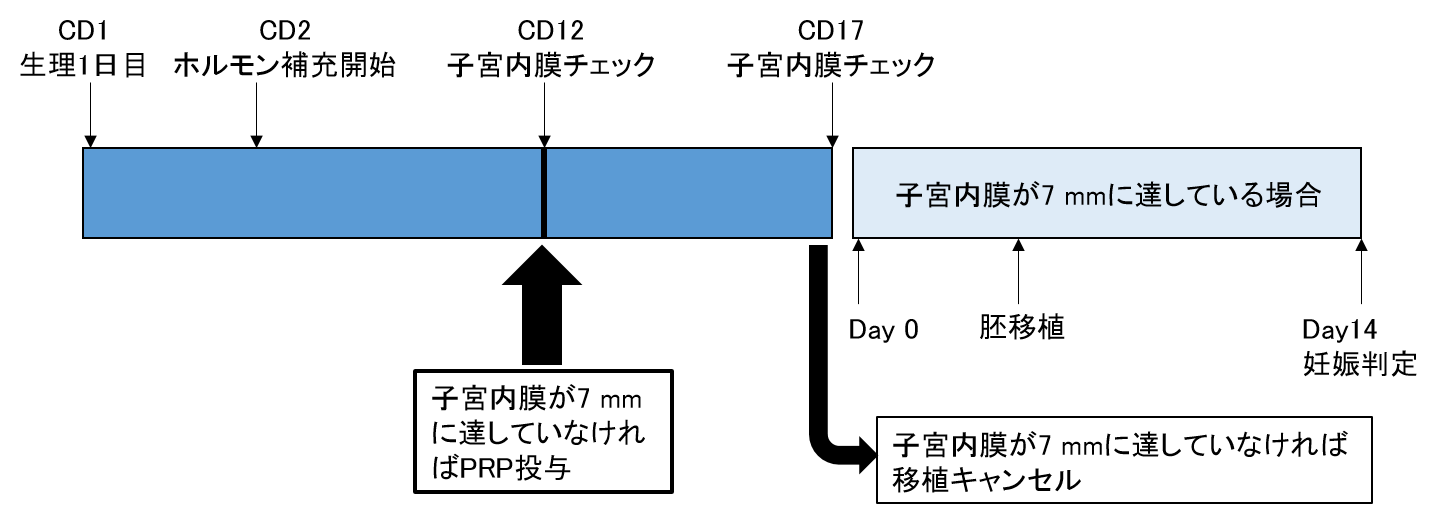 CD1
生理1日目
CD2
ホルモン補充開始
CD12
子宮内膜チェック
CD17
子宮内膜チェック
子宮内膜が7 mmに達している場合
Day 0
胚移植
Day14
妊娠判定
子宮内膜が7 mm
に達していなけれ
ばPRP投与
子宮内膜が7 mmに達していなければ
移植キャンセル